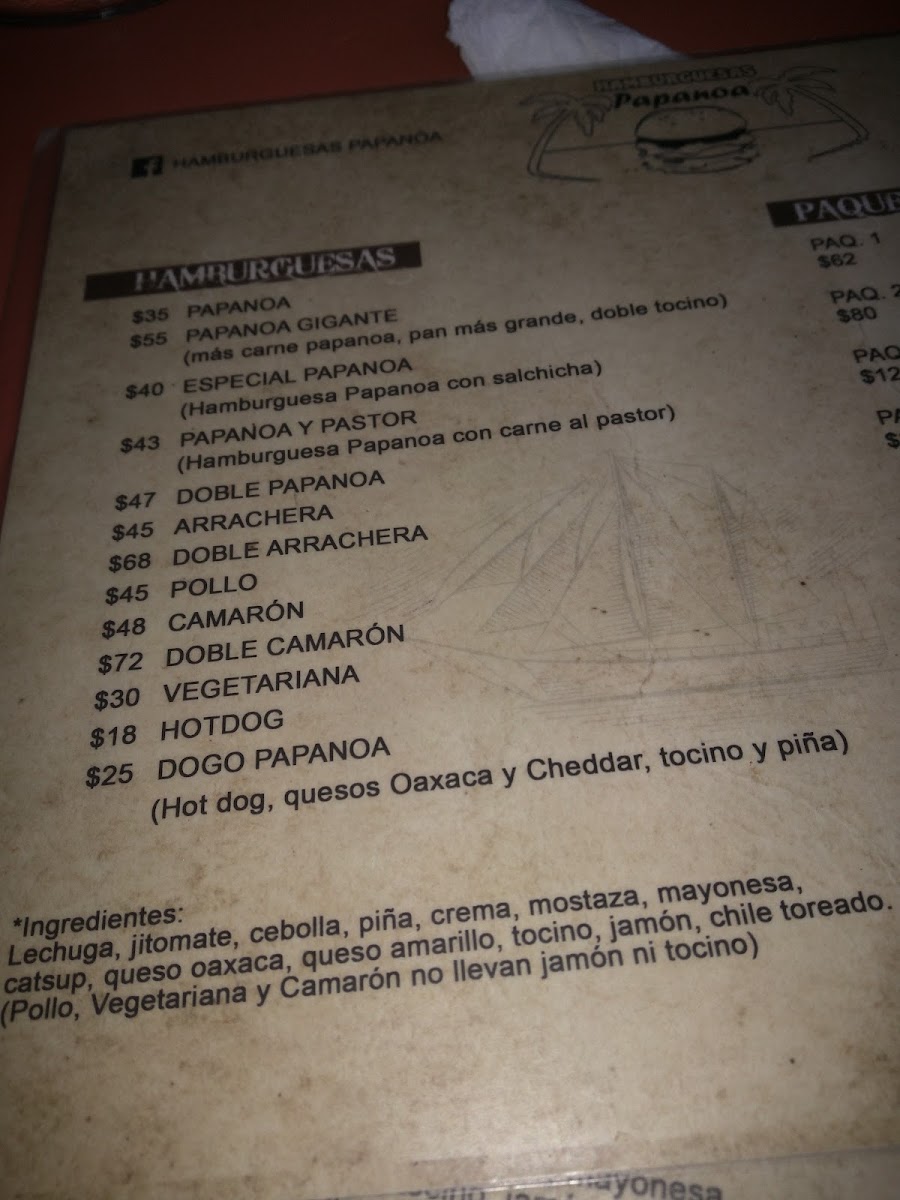 HAMBURGUESAS
Papanoa
HAMBURGUESAS PAPANOA
HAMBURGUESAS
$35 PAPANOA
$55 PAPANOA GIGANTE
(más carne papanoa, pan más grande, doble tocino)
$40 ESPECIAL PAPANOA
(Hamburguesa Papanoa con salchicha)
$43 PAPANOA Y PASTOR
(Hamburguesa Papanoa con carne al pastor)
$47 DOBLE PAPANOA
$45 ARRACHERA
$68 DOBLE ARRACHERA
$45 POLLO
$48 CAMARÓN
$72 DOBLE CAMARÓN
$30 VEGETARIANA
$18 HOTDOG
$25 DOGO PAPANOA
(Hot dog, quesos Oaxaca y Cheddar, tocino y piña)
*Ingredientes:
Lechuga, jitomate, cebolla, piña, crema, mostaza, mayonesa,
catsup, queso oaxaca, queso amarillo, tocino, jamón, chile toreado.
(Pollo, Vegetariana y Camarón no llevan jamón ni tocino)
PAQ. 1
$62
PAQ. 2
$80
PAQ
mayonesa